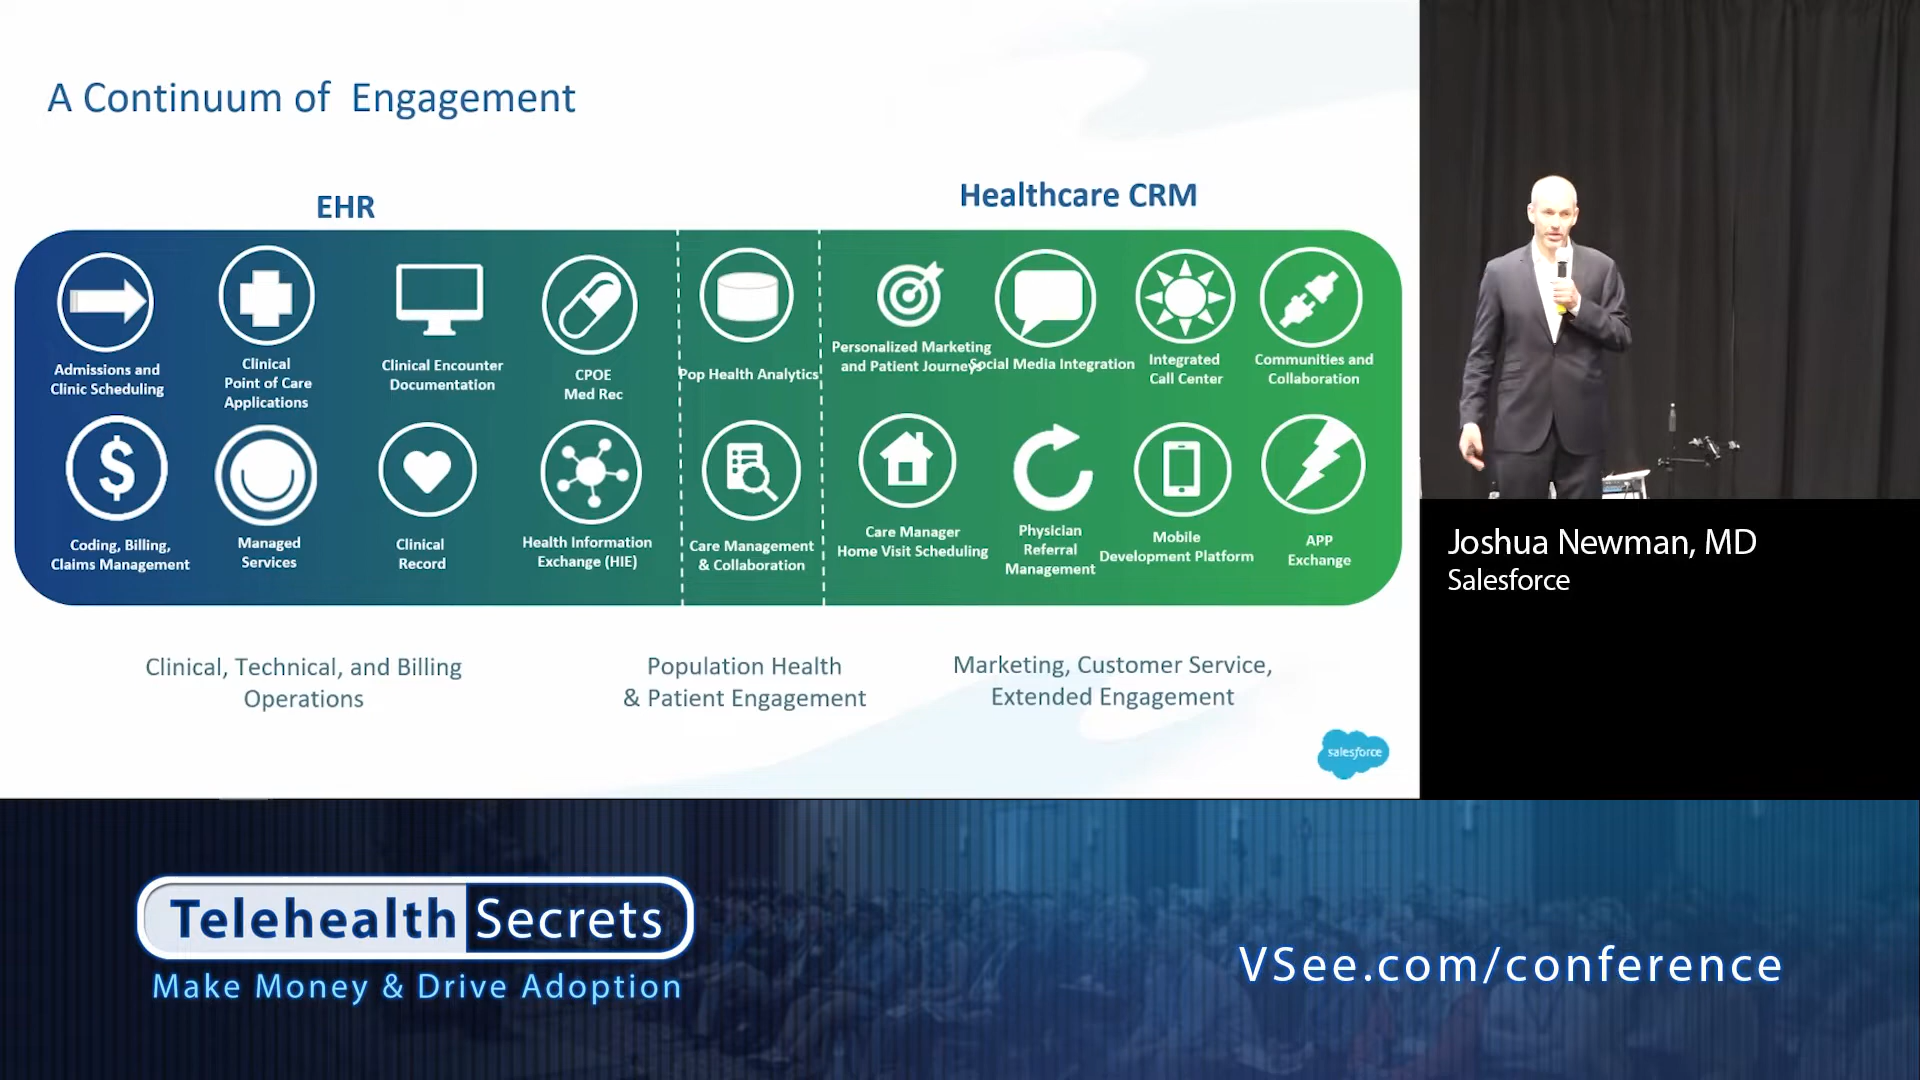 A Continuum of Engagement
EHR
Healthcare CRM
Admissions and
Clinic Scheduling
Clinical
Point of Care
Applications
Clinical Encounter
Documentation
CPOE
Med Rec
Pop Health Analytics
Personalized Marketing
and Patient Journeys
Social Media Integration
Integrated
Call Center
Communities and
Collaboration
$
Coding, Billing,
Claims Management
Managed
Services
Clinical
Record
Health Information
Exchange (HIE)
Care Management
& Collaboration
Care Manager
Home Visit Scheduling
Physician
Referral
Management
Mobile
Development Platform
APP
Exchange
Clinical, Technical, and Billing
Operations
Population Health
& Patient Engagement
Marketing, Customer Service,
Extended Engagement
salesforce
Joshua Newman, MD
Salesforce
Telehealth Secrets
Make Money & Drive Adoption
VSee.com/conference